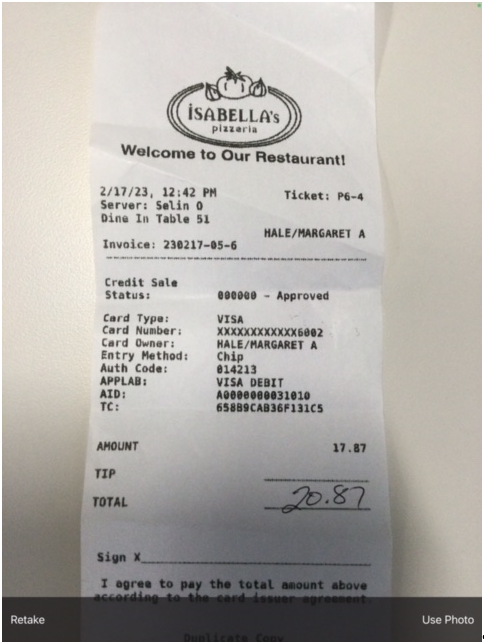 İSABELLA's
pizzeria
Welcome to Our Restaurant!
2/17/23, 12:42 PM Ticket: P6-4
Server: Selin O
Dine In Table 51
HALE/MARGARET A
Invoice: 230217-05-6
Credit Sale
Status: 000000 - Approved
Card Type: VISA
Card Number: XXXXXXXXXXXX6002
Card Owner: HALE/MARGARET A
Entry Method: Chip
Auth Code: 014213
APPLAB: VISA DEBIT
AID: A0000000031010
TC: 658B9CAB36F131C5
AMOUNT 17.87
TIP
TOTAL 20.87
Sign X
I agree to pay the total amount above
according to the card issuer agreement.
Retake Use Photo
Duplicate Copy